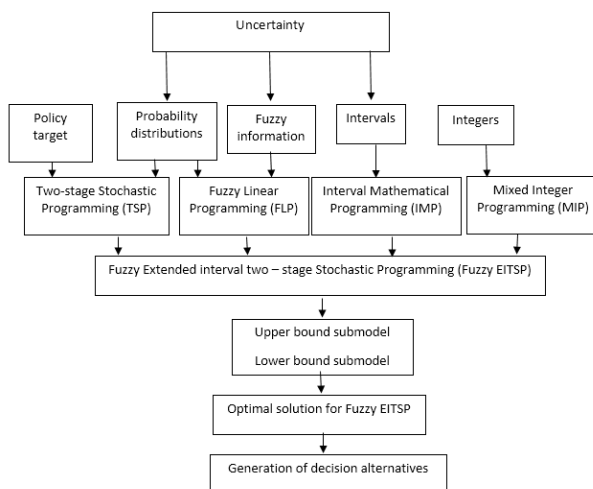 Uncertainty
Policy
target
Probability
distributions
Fuzzy
information
Intervals
Integers
Two-stage Stochastic
Programming (TSP)
Fuzzy Linear
Programming (FLP)
Interval Mathematical
Programming (IMP)
Mixed Integer
Programming (MIP)
Fuzzy Extended interval two – stage Stochastic Programming (Fuzzy EITSP)
Upper bound submodel
Lower bound submodel
Optimal solution for Fuzzy EITSP
Generation of decision alternatives